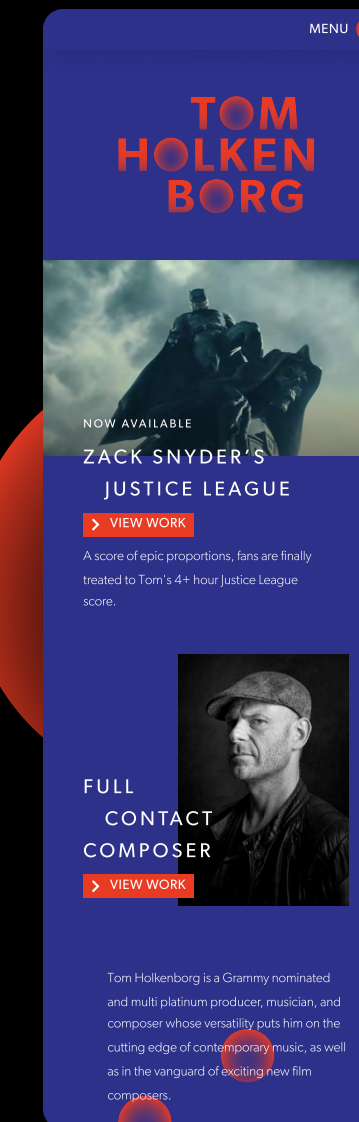 MENU
TOM
HOLKEN
BORG
NOW AVAILABLE
ZACK SNYDER'S
JUSTICE LEAGUE
VIEW WORK
A score of epic proportions, fans are finally
treated to Tom's 4+ hour Justice League
score.
FULL
CONTACT
COMPOSER
VIEW WORK
Tom Holkenborg is a Grammy nominated
and multi platinum producer, musician, and
composer whose versatility puts him on the
cutting edge of contemporary music, as well
as in the vanguard of exciting new film
composers.